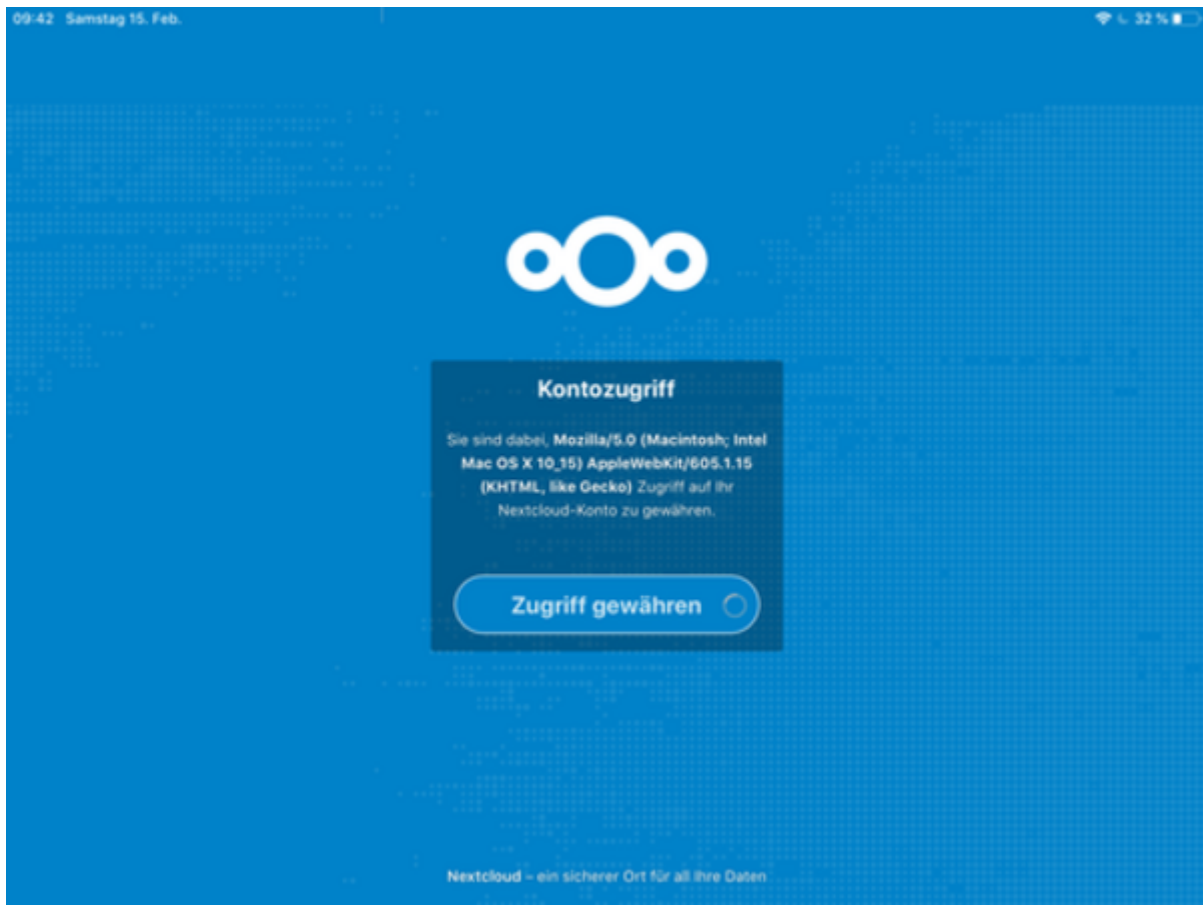 09:42 Samstag 15. Feb.
32 %
Kontozugriff
Sie sind dabei, Mozilla/5.0 (Macintosh; Intel
Mac OS X 10_15) AppleWebKit/605.1.15
(KHTML, like Gecko) Zugriff auf Ihr
Nextcloud-Konto zu gewähren.
Zugriff gewähren
Nextcloud – ein sicherer Ort für all Ihre Daten